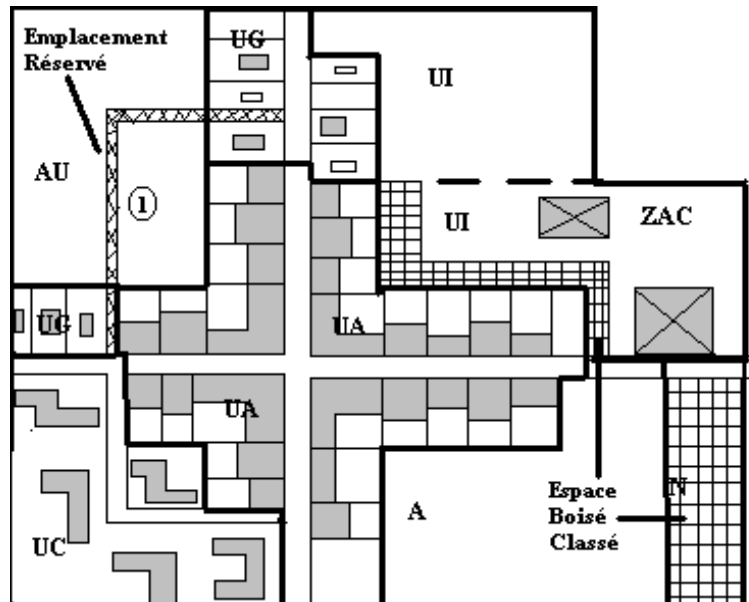 Emplacement
Réservé
UG
UI
AU
1
UI
ZAC
UG
UA
UA
UC
A
Espace
Boisé
Classé
N